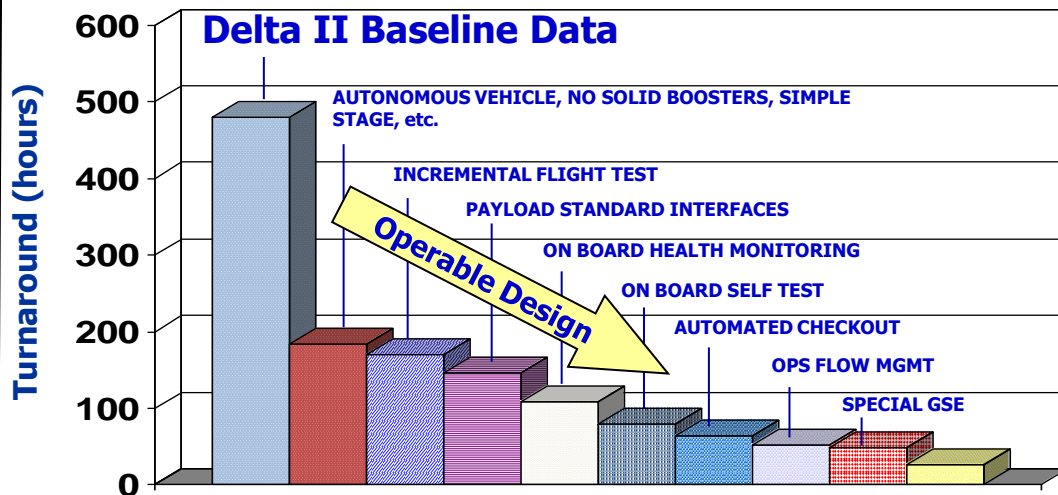 600
Delta II Baseline Data
500
AUTONOMOUS VEHICLE, NO SOLID BOOSTERS, SIMPLE
STAGE, etc.
400
INCREMENTAL FLIGHT TEST
PAYLOAD STANDARD INTERFACES
300
ON BOARD HEALTH MONITORING
Operable Design
ON BOARD SELF TEST
200
AUTOMATED CHECKOUT
OPS FLOW MGMT
100
SPECIAL GSE
0
Turnaround (hours)